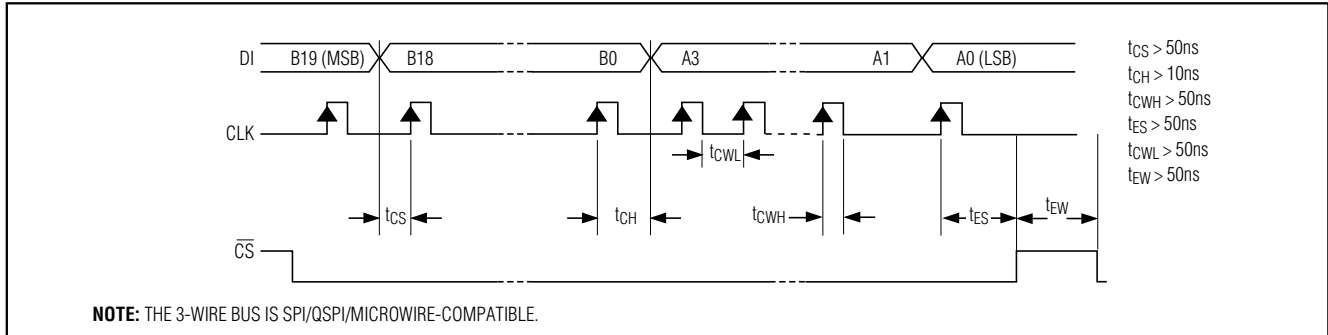 DI B19 (MSB) B18 B0 A3 A1 A0 (LSB)
CLK
tCWL
tCS tCH tCWH tES tEW
CS
tCS > 50ns
tCH > 10ns
tCWH > 50ns
tES > 50ns
tCWL > 50ns
tEW > 50ns
NOTE: THE 3-WIRE BUS IS SPI/QSPI/MICROWIRE-COMPATIBLE.